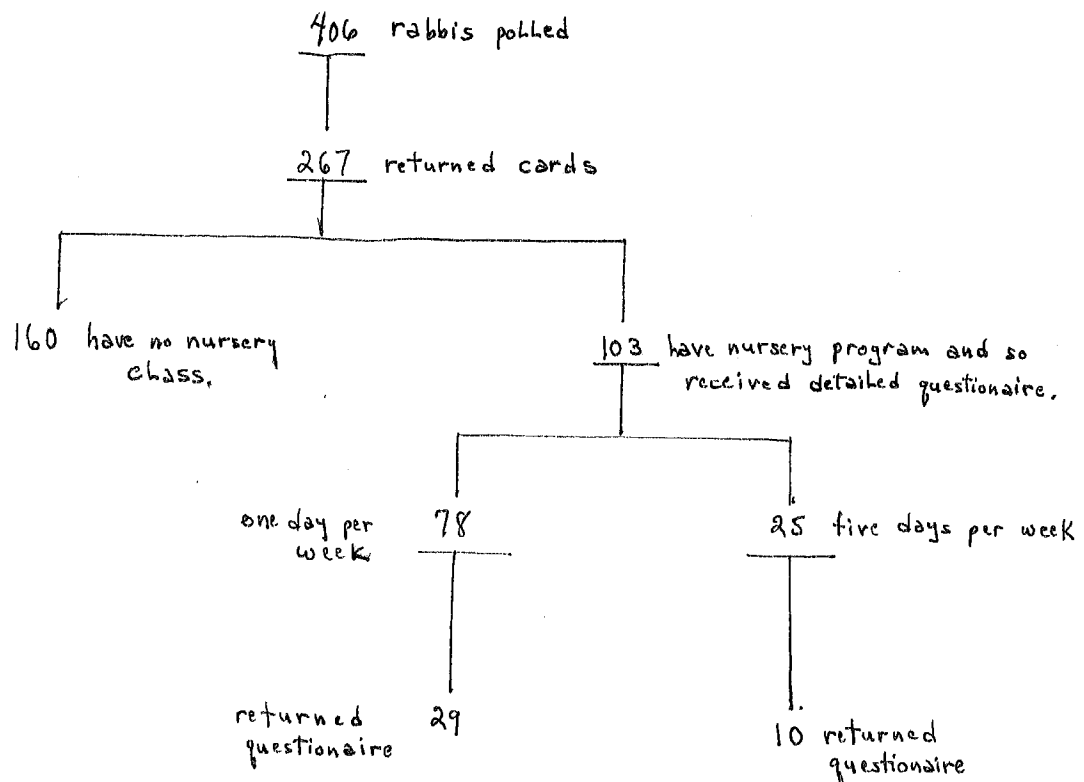 406 rabbis polled
267 returned cards
160 have no nursery
class.
103 have nursery program and so
received detailed questionaire.
one day per
week
78
25 five days per week
returned
questionaire
29
10 returned
questionaire